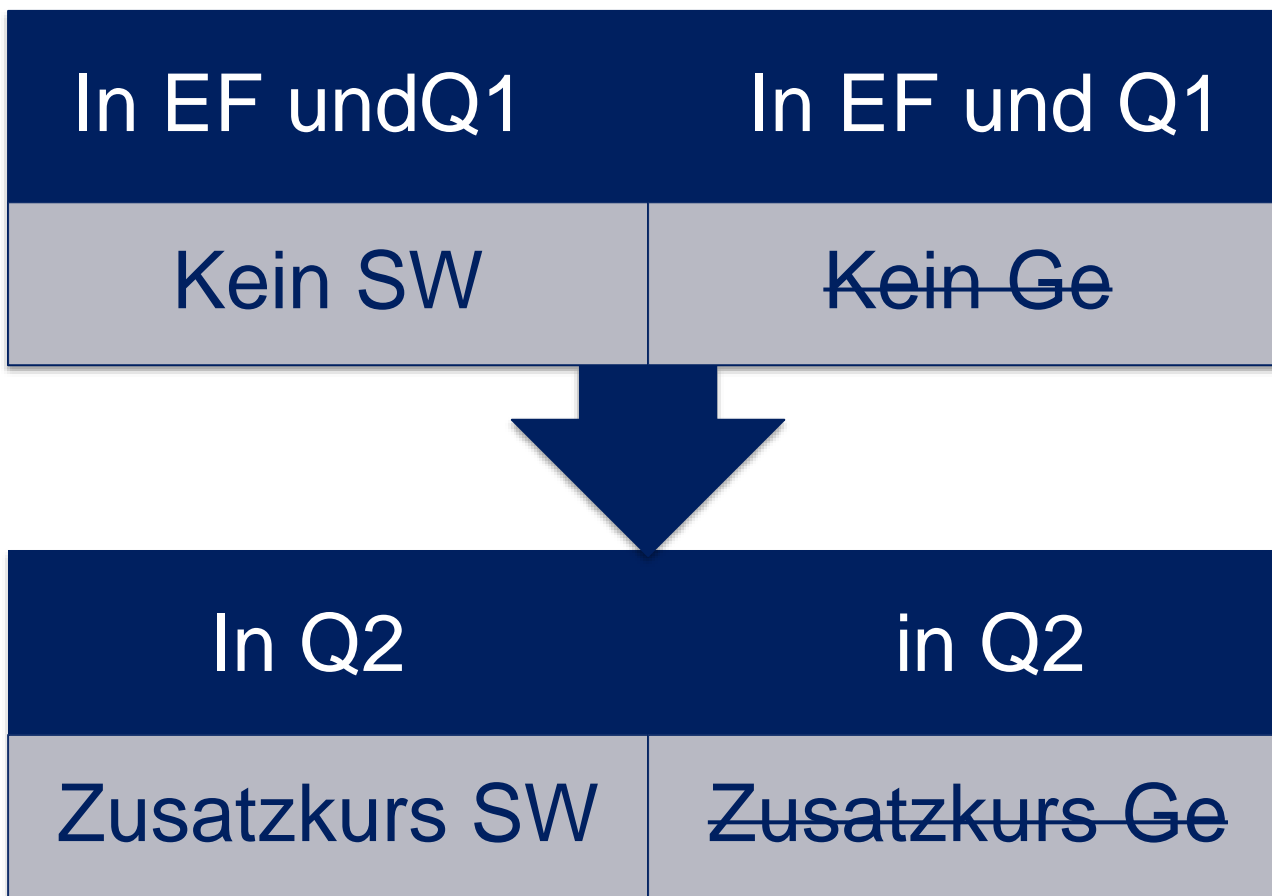 In EF undQ1 In EF und Q1
Kein SW Kein Ge
In Q2 in Q2
Zusatzkurs SW Zusatzkurs Ge